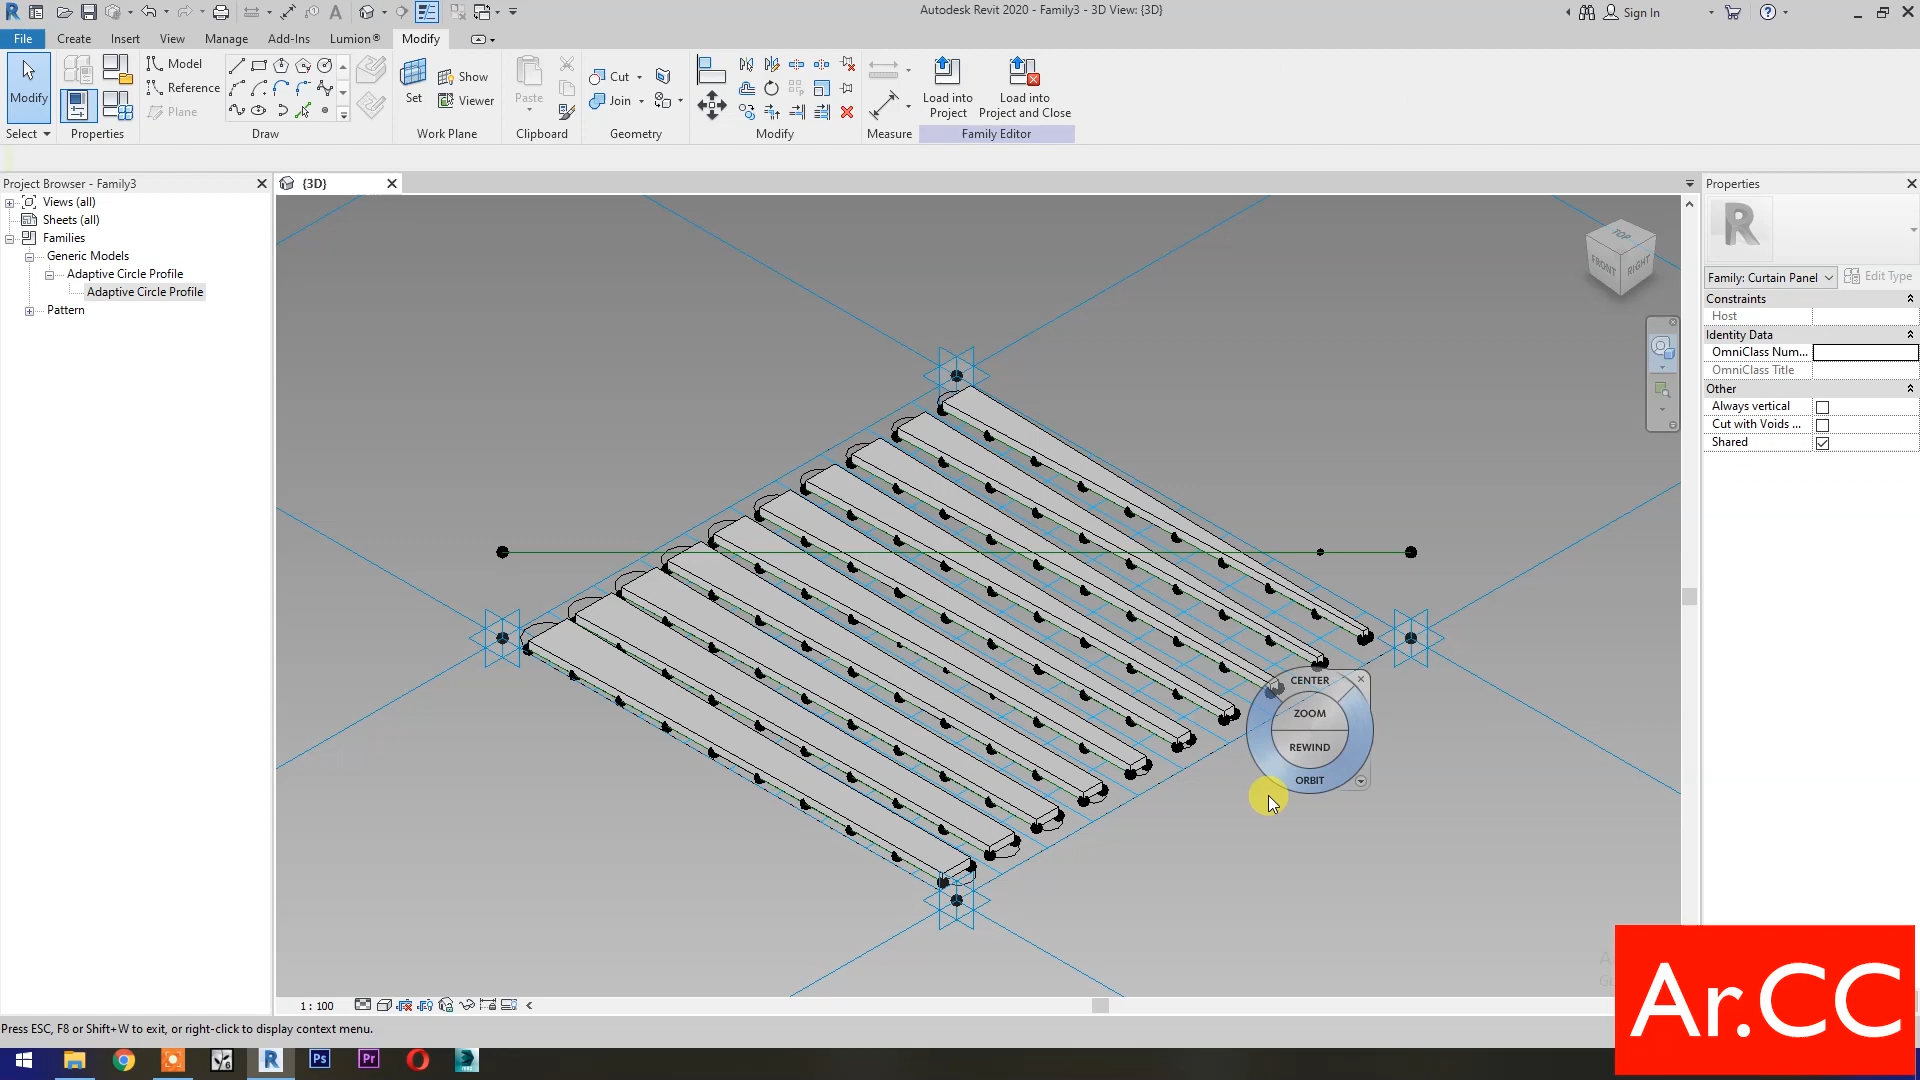 Autodesk Revit 2020 - Family3 - 3D View: {3D}
Sign In
File Create Insert View Manage Add-Ins Lumion® Modify
Modify
Select
Properties
Model
Reference
Plane
Draw
Set
Show
Viewer
Work Plane
Paste
Clipboard
Cut
Join
Geometry
Modify
Measure
Load into
Project
Load into
Project and Close
Family Editor
Project Browser - Family3
Views (all)
Sheets (all)
Families
Generic Models
Adaptive Circle Profile
Adaptive Circle Profile
Pattern
{3D}
TOP
FRONT
RIGHT
CENTER
ZOOM
REWIND
ORBIT
Properties
R
Family: Curtain Panel
Edit Type
Constraints
Host
Identity Data
OmniClass Num...
OmniClass Title
Other
Always vertical
Cut with Voids ...
Shared
1 : 100
Press ESC, F8 or Shift+W to exit, or right-click to display context menu.
R
Ps
Pr
Ar.CC